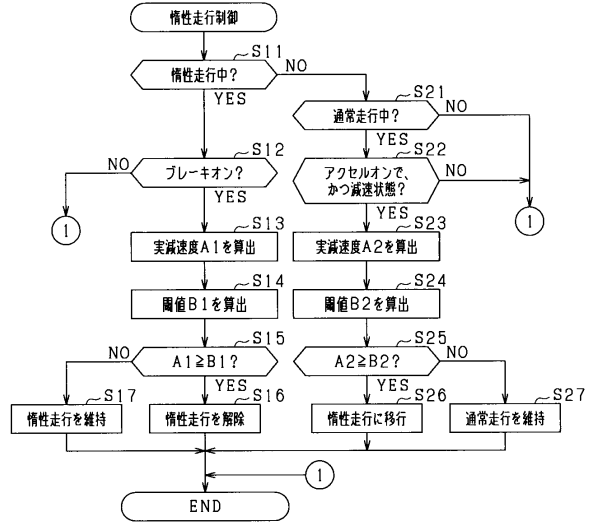 惰性走行制御
S11
惰性走行中?
NO
YES
S21
通常走行中?
NO
YES
S12
ブレーキオン?
NO
YES
S22
アクセルオンで、
かつ減速状態?
NO
YES
1
1
S13
実減速度A1を算出
S23
実減速度A2を算出
S14
閾値B1を算出
S24
閾値B2を算出
S15
A1≧B1?
NO
YES
S25
A2≧B2?
NO
YES
S17
惰性走行を維持
S16
惰性走行を解除
S26
惰性走行に移行
S27
通常走行を維持
1
END